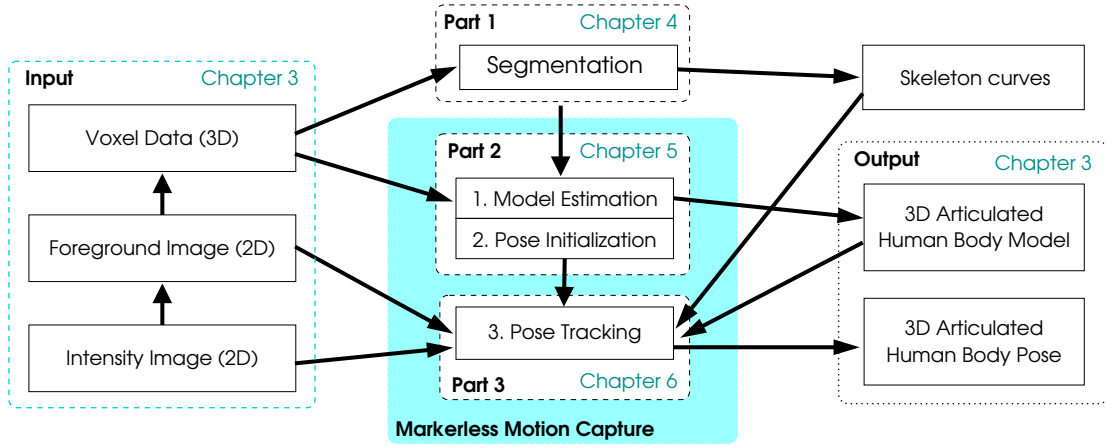 Part 1 Chapter 4
Segmentation
Skeleton curves
Input Chapter 3
Voxel Data (3D)
Foreground Image (2D)
Intensity Image (2D)
Part 2 Chapter 5
1. Model Estimation
2. Pose Initialization
3. Pose Tracking
Part 3 Chapter 6
Markerless Motion Capture
Output Chapter 3
3D Articulated
Human Body Model
3D Articulated
Human Body Pose